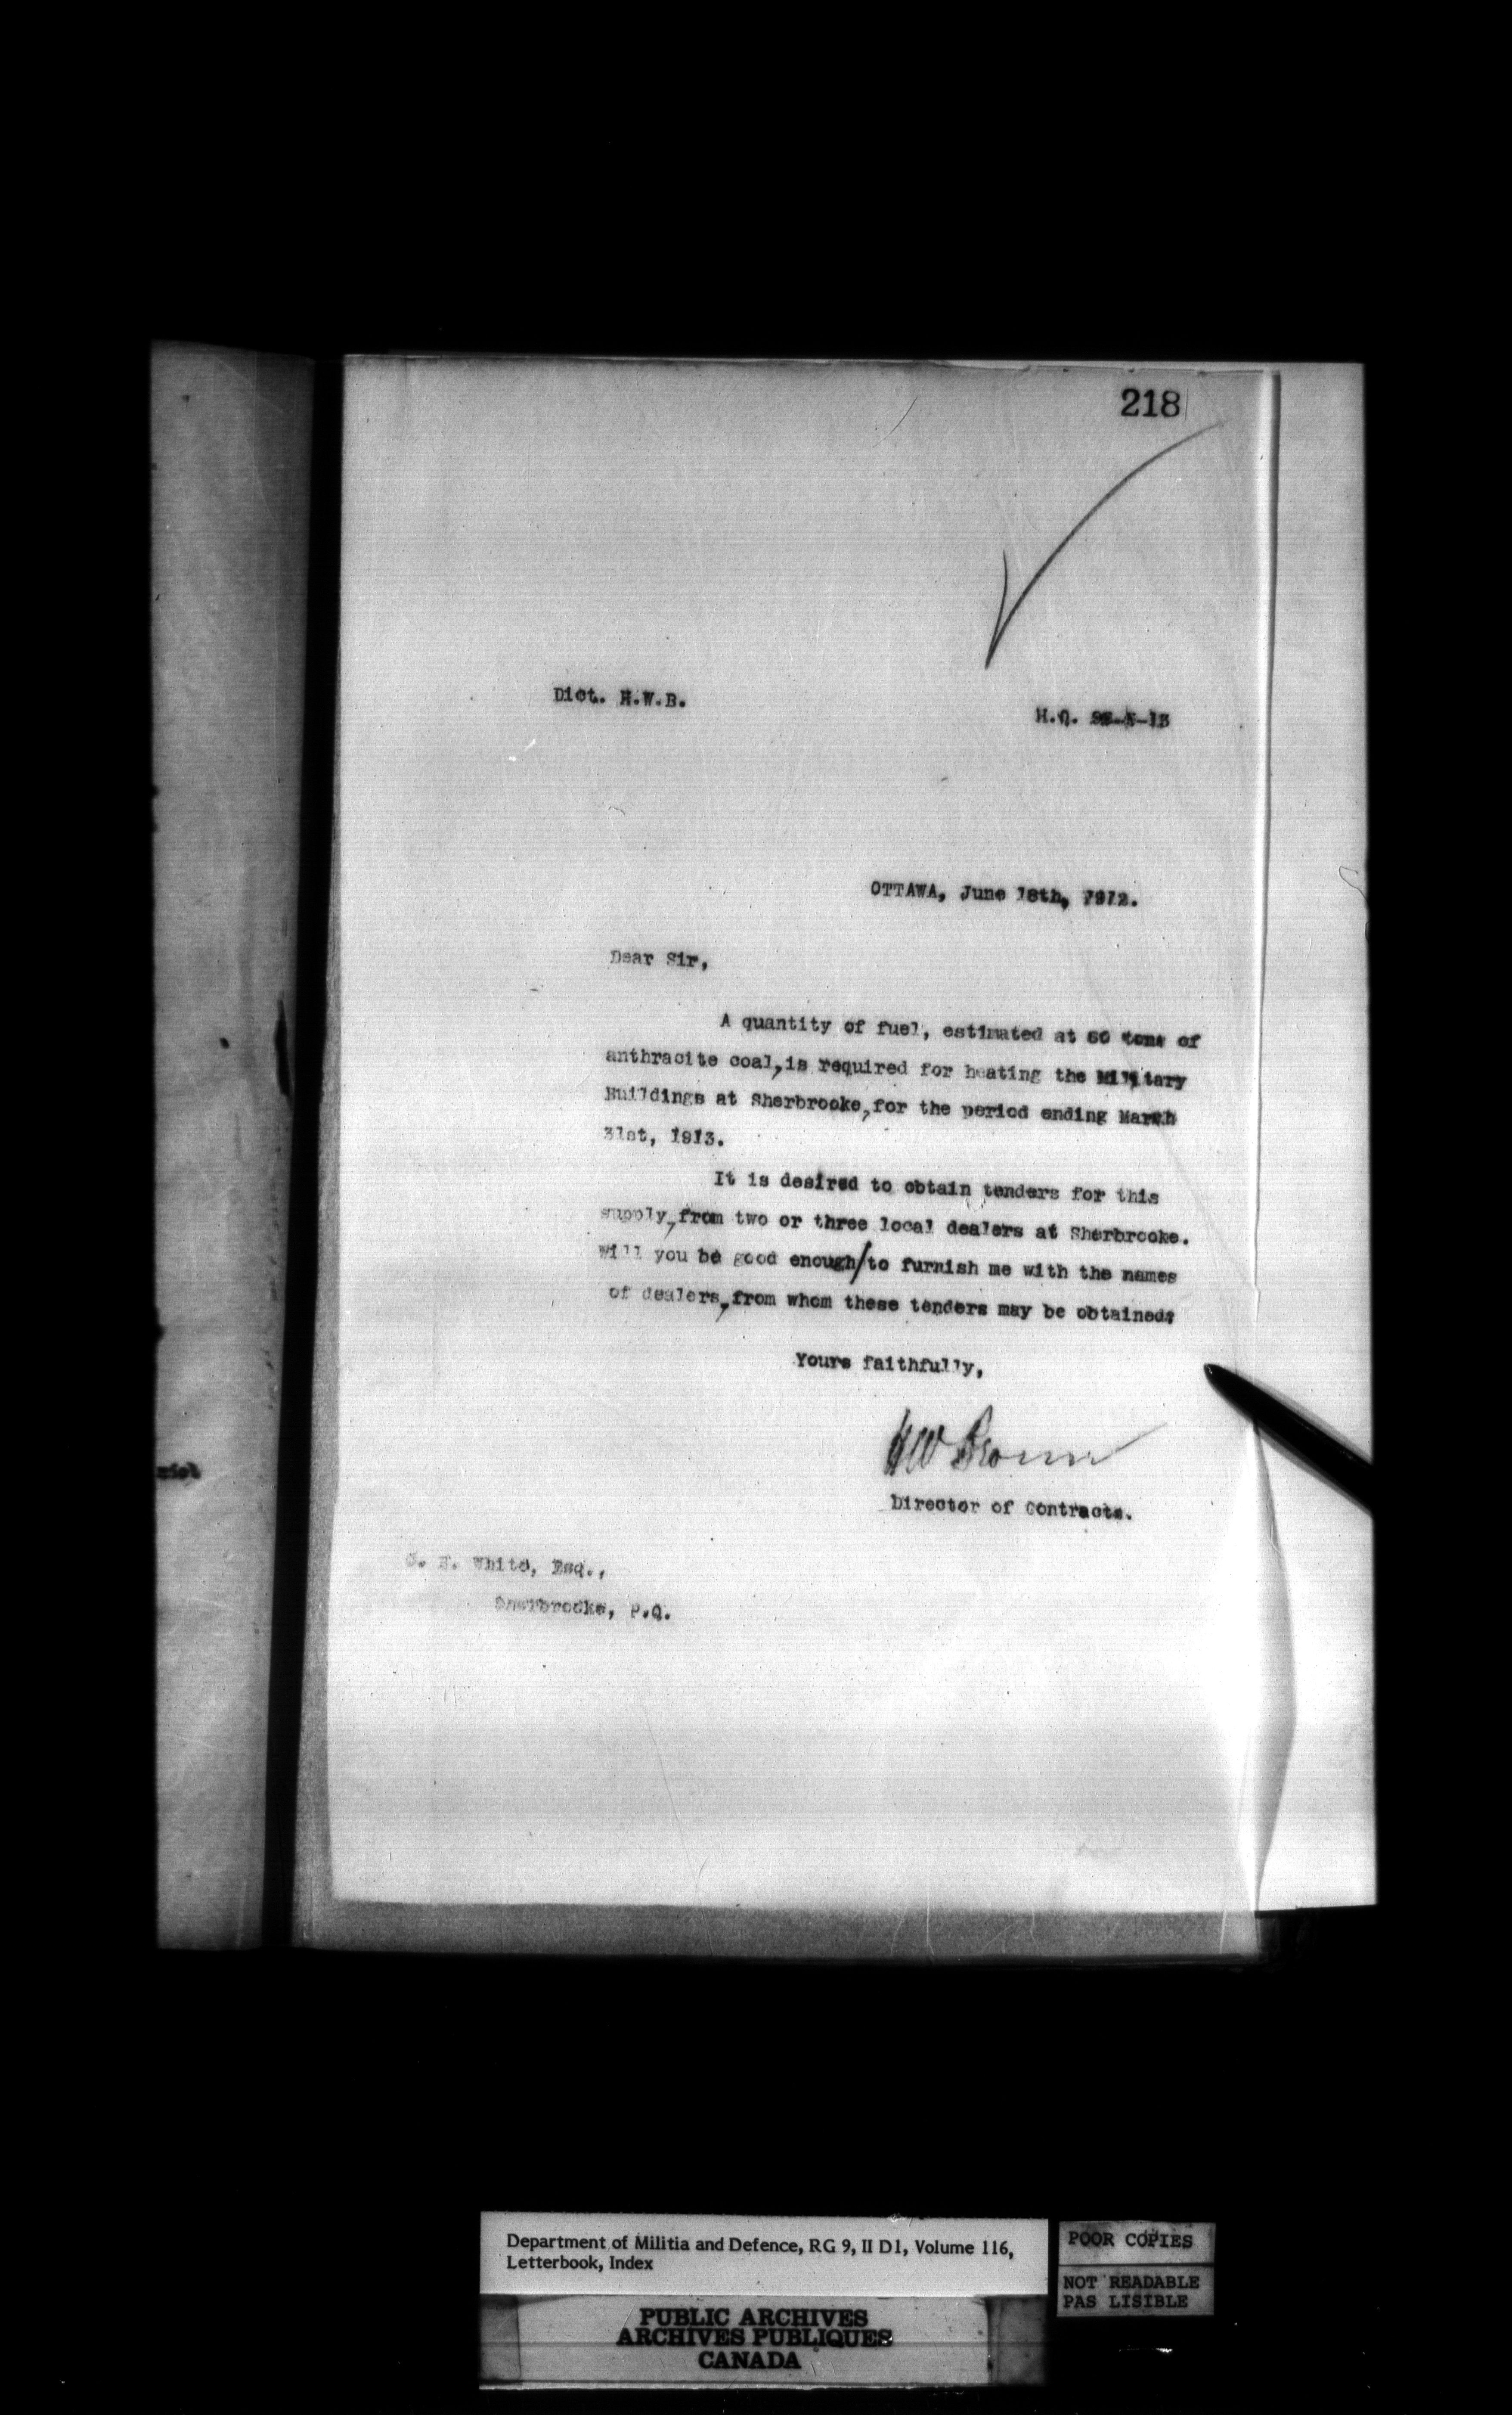 218
Dict. H.W.B.
H.Q.
OTTAWA, June 18th, 1912.
Dear Sir,
A quantity of fuel, estimated at 60 tons of
anthracite coal, is required for heating the Military
Buildings at Sherbrooke, for the period ending March
31st, 1913.
It is desired to obtain tenders for this
supply, from two or three local dealers at Sherbrooke.
Will you be good enough/to furnish me with the names
of dealers, from whom these tenders may be obtained?
Yours faithfully,
HW Brown
Director of Contracts.
White, Esq.,
Sherbrooke, P.Q.
Department of Militia and Defence, RG 9, II D1, Volume 116,
Letterbook, Index
POOR COPIES
NOT READABLE
PAS LISIBLE
PUBLIC ARCHIVES
ARCHIVES PUBLIQUES
CANADA